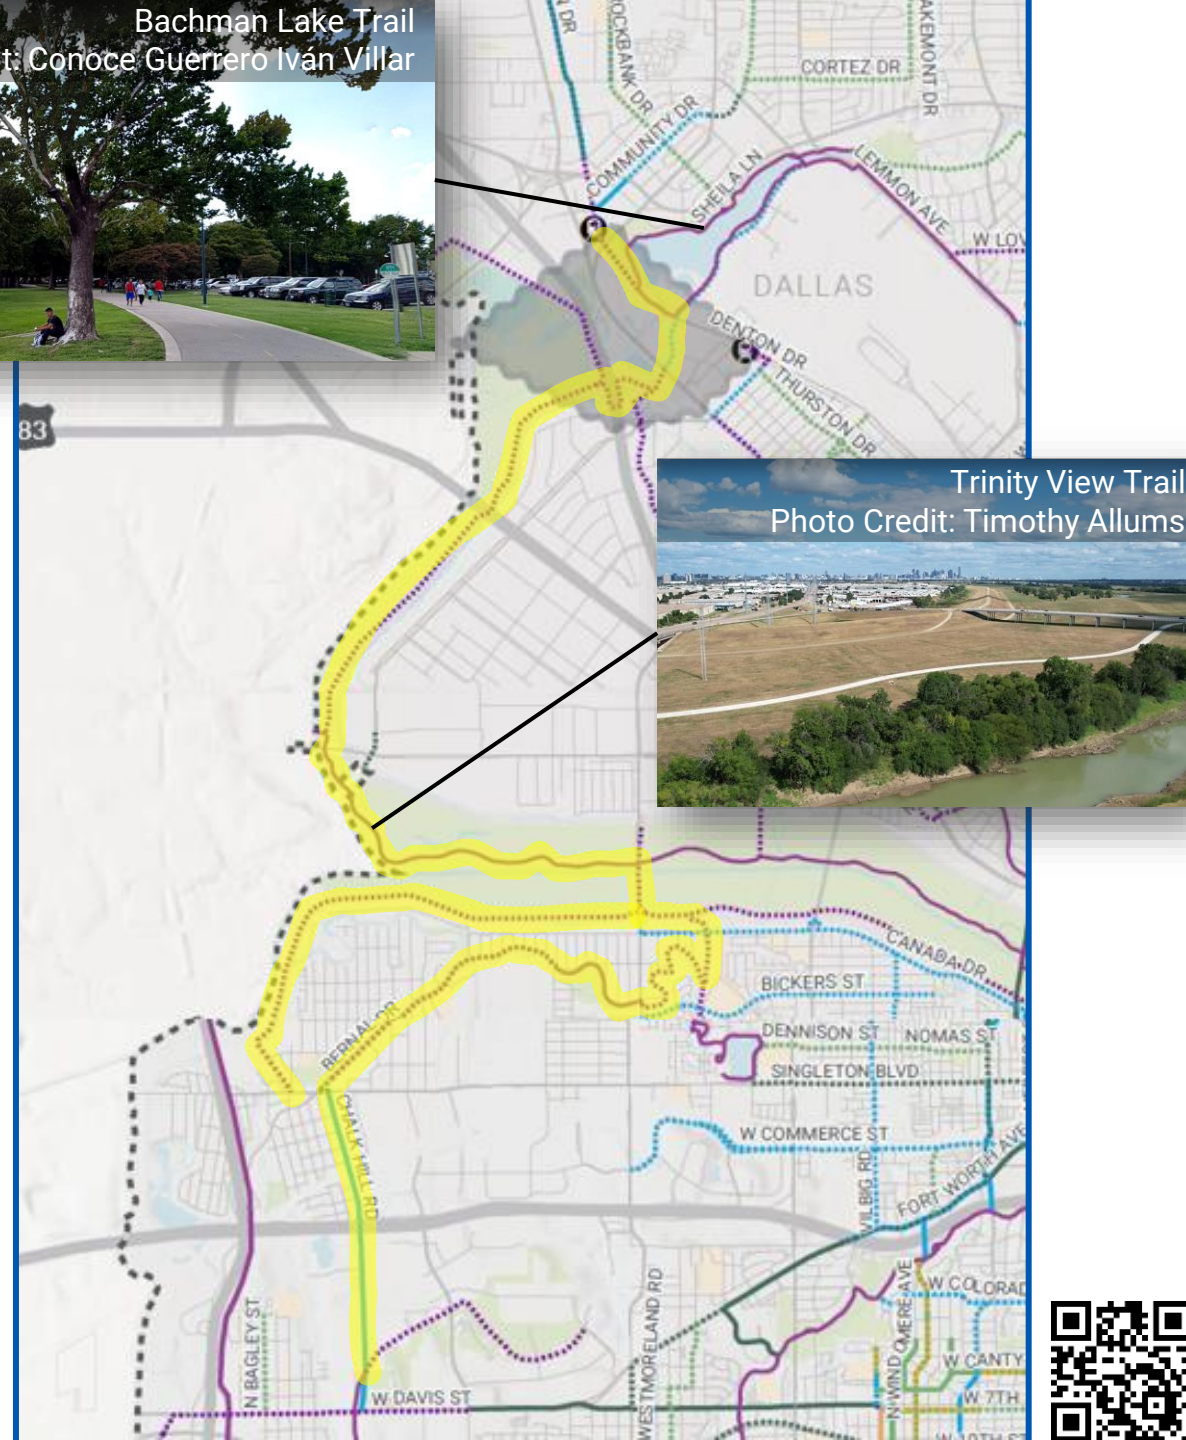 Bachman Lake Trail
t: Conoce Guerrero Iván Villar
CORTEZ DR
COMMUNITY DR
SHEILA LN
LEMMON AVE
W LOV
DALLAS
DENTON DR
THURSTON DR
83
Trinity View Trail
Photo Credit: Timothy Allums
CANADA DR
BICKERS ST
BERNAL DR
DENNISON ST
NOMAS ST
SINGLETON BLVD
CHALK HILL RD
W COMMERCE ST
VILBIG RD
FORT WORTH AVE
W COLORAD
N BAGLEY ST
WESTMORELAND RD
W CANTY
W DAVIS ST
W 7TH